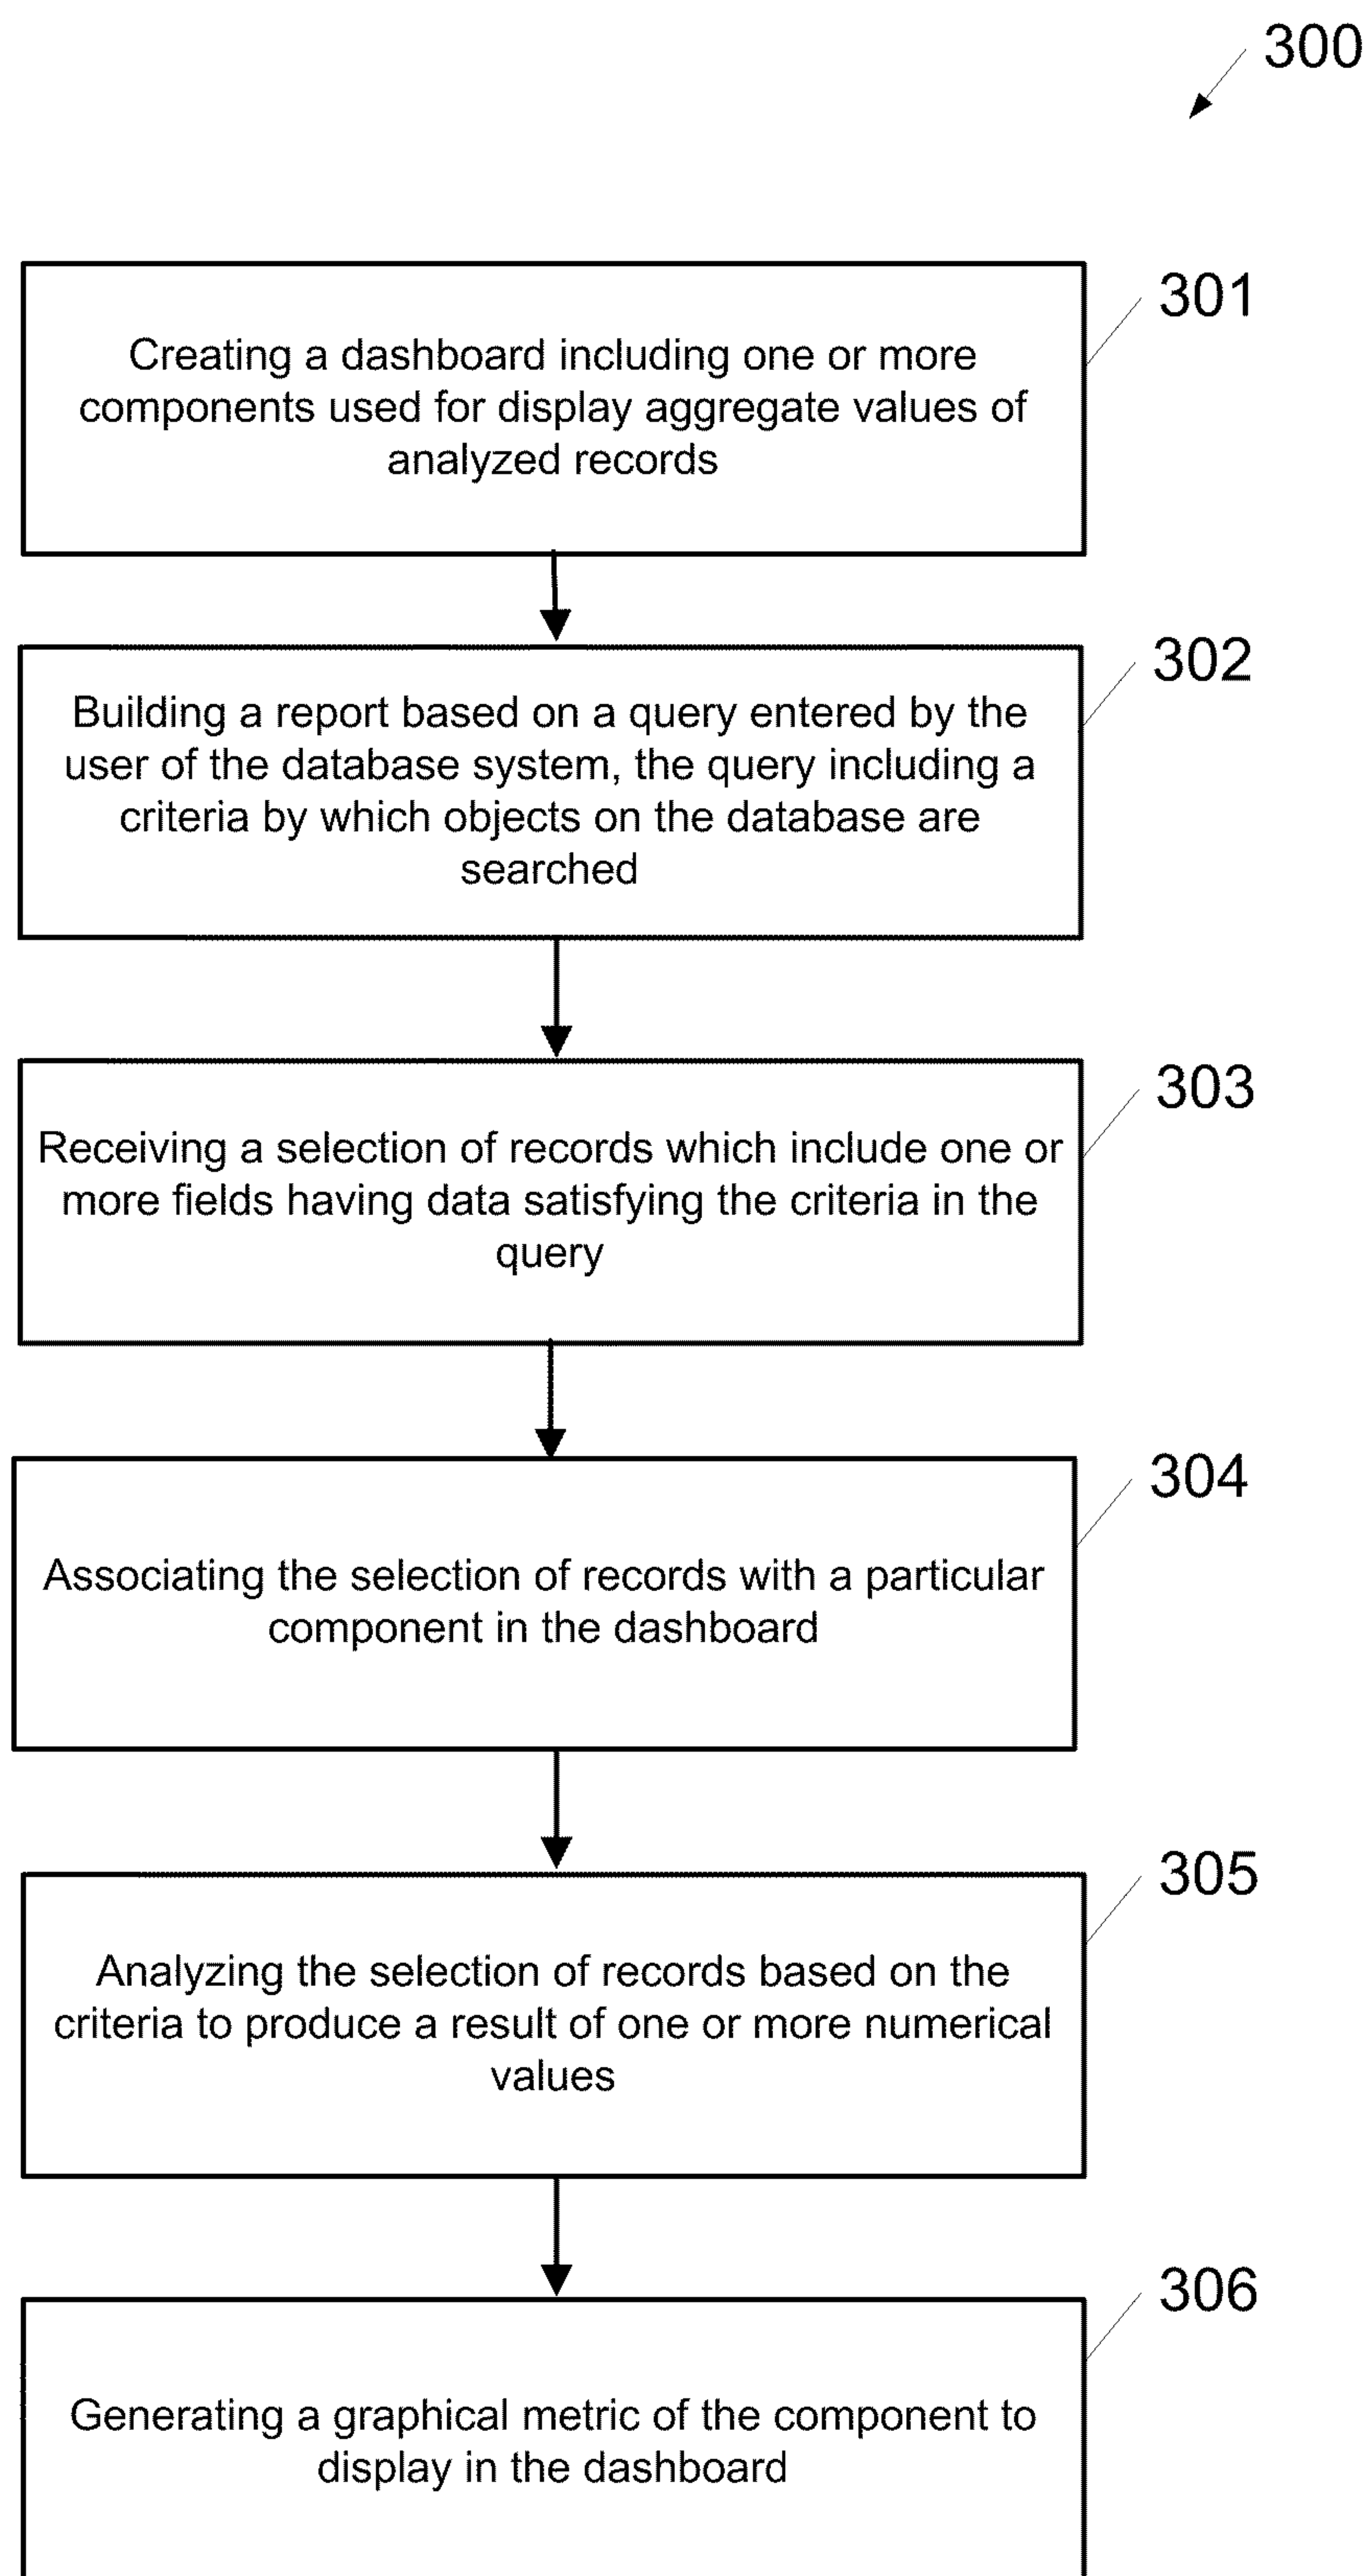 300
301
Creating a dashboard including one or more
components used for display aggregate values of
analyzed records
302
Building a report based on a query entered by the
user of the database system, the query including a
criteria by which objects on the database are
searched
303
Receiving a selection of records which include one or
more fields having data satisfying the criteria in the
query
304
Associating the selection of records with a particular
component in the dashboard
305
Analyzing the selection of records based on the
criteria to produce a result of one or more numerical
values
306
Generating a graphical metric of the component to
display in the dashboard